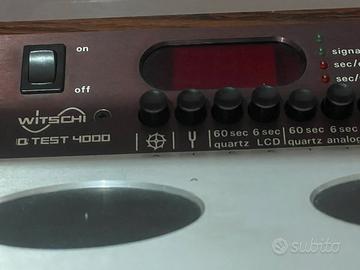 on
signa
sec/
sec/
off
WITSCHI
Q TEST 4000
60 sec 6 sec 60 sec 6 sec
quartz LCD quartz analog
subito